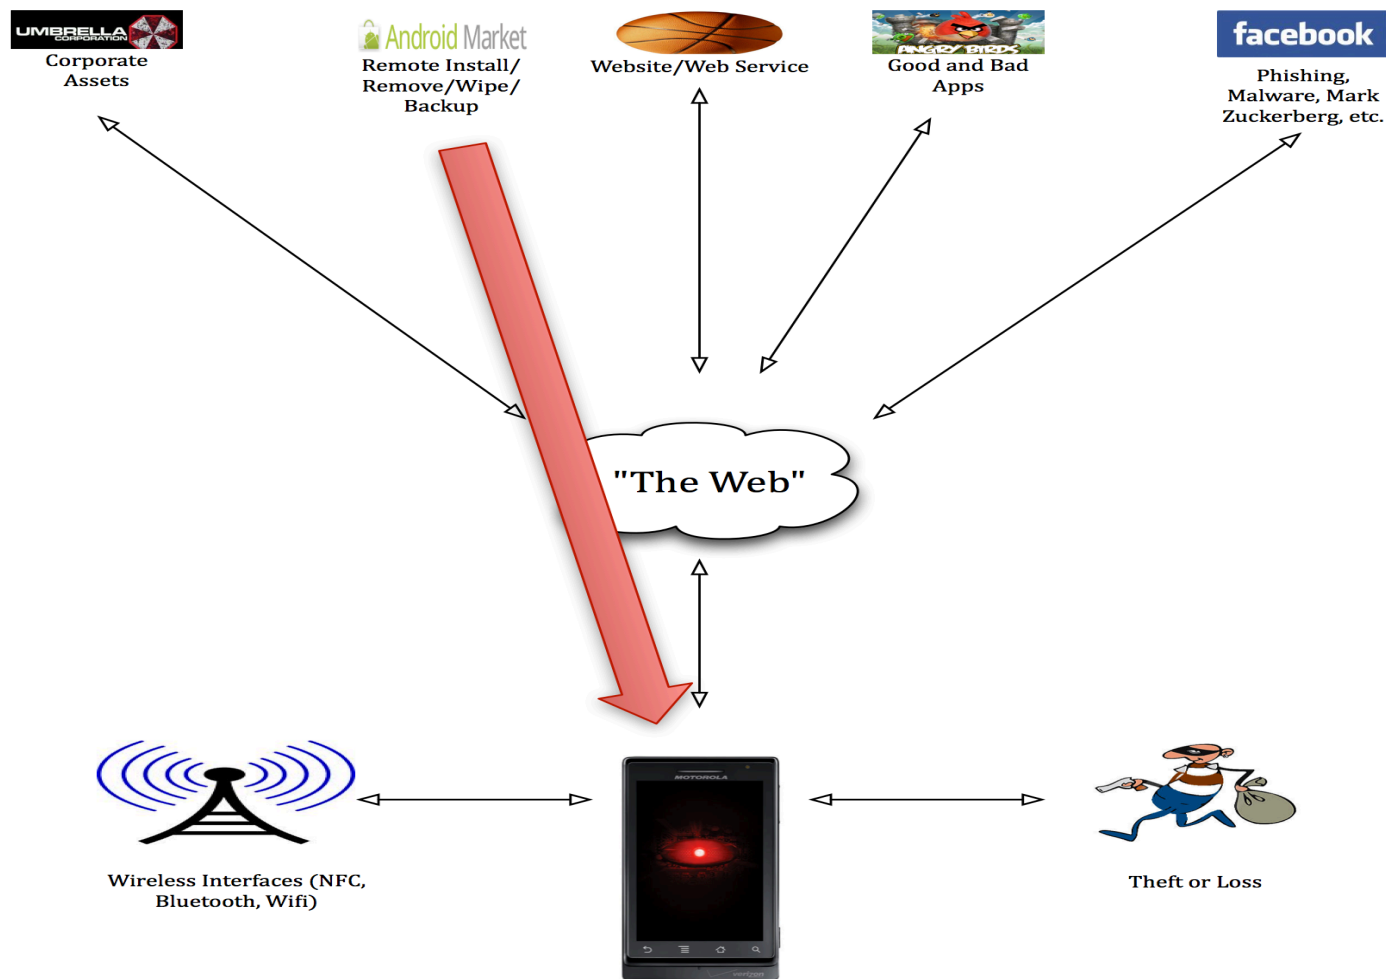 UMBRELLA
CORPORATION
Corporate
Assets
Android Market
Remote Install/
Remove/Wipe/
Backup
Website/Web Service
ANGRY BIRDS
Good and Bad
Apps
facebook
Phishing,
Malware, Mark
Zuckerberg, etc.
"The Web"
Wireless Interfaces (NFC,
Bluetooth, Wifi)
MOTOROLA
verizon
Theft or Loss